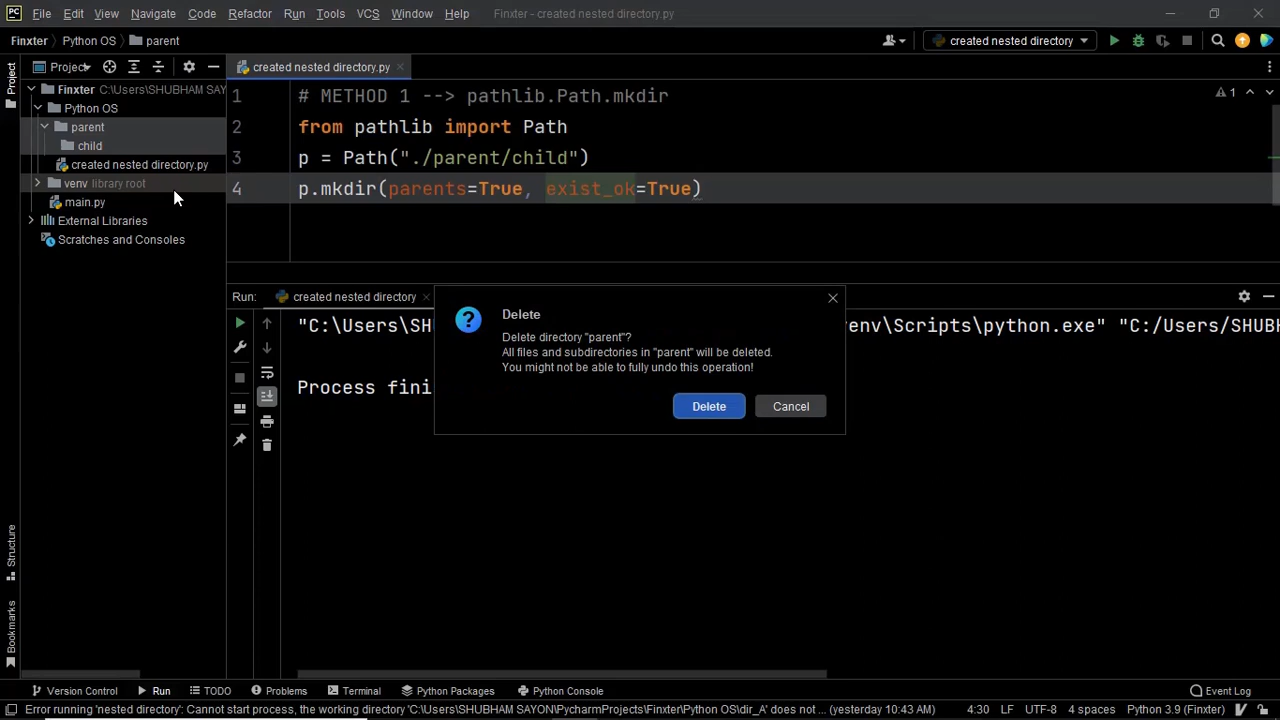 PC File Edit View Navigate Code Refactor Run Tools VCS Window Help Finxter - created nested directory.py
Finxter Python OS parent created nested directory
Project created nested directory.py
Project
Finxter C:\Users\SHUBHAM SAY
Python OS
parent
child
created nested directory.py
venv library root
main.py
External Libraries
Scratches and Consoles
1 # METHOD 1 --> pathlib.Path.mkdir
2 from pathlib import Path
3 p = Path("./parent/child")
4 p.mkdir(parents=True, exist_ok=True)
1
Run: created nested directory
"C:\Users\SHU
env\Scripts\python.exe" "C:/Users/SHUB
Process fini
Delete
Delete directory "parent"?
All files and subdirectories in "parent" will be deleted.
You might not be able to fully undo this operation!
Delete Cancel
Structure
Bookmarks
Version Control Run TODO Problems Terminal Python Packages Python Console Event Log
Error running 'nested directory': Cannot start process, the working directory 'C:\Users\SHUBHAM SAYON\PycharmProjects\Finxter\Python OS\dir_A' does not ... (yesterday 10:43 AM) 4:30 LF UTF-8 4 spaces Python 3.9 (Finxter)